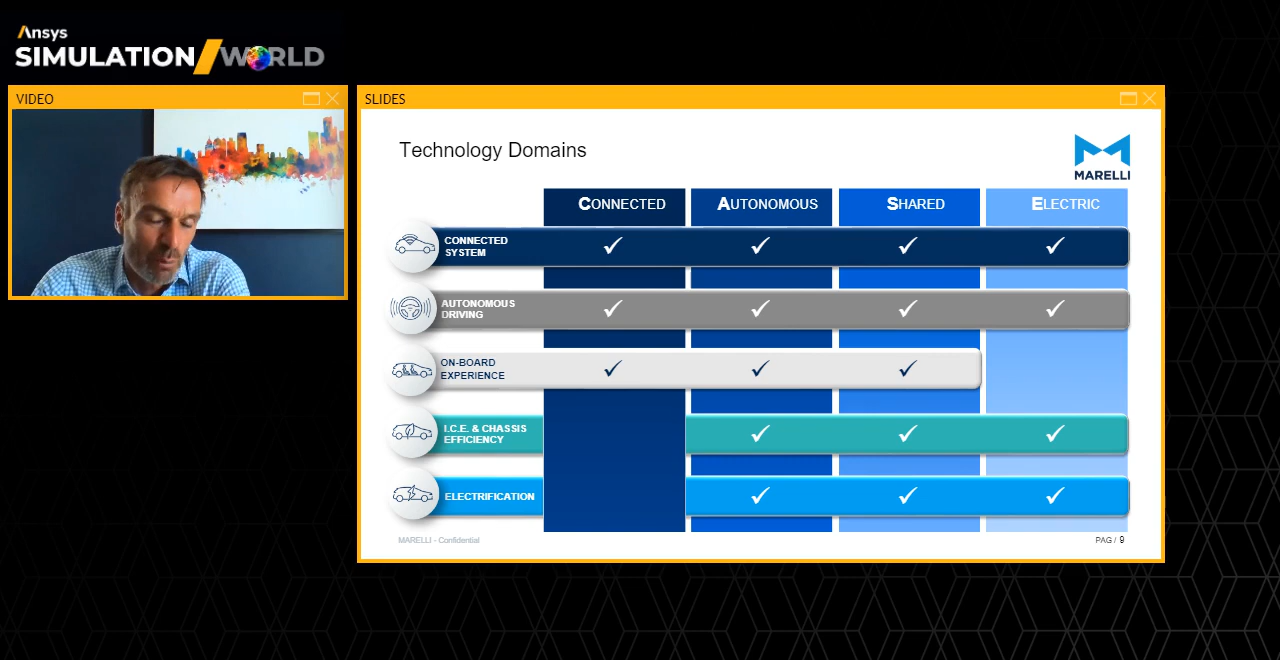 Ansys
SIMULATION WORLD
VIDEO
SLIDES
Technology Domains
MARELLI
CONNECTED
AUTONOMOUS
SHARED
ELECTRIC
CONNECTED
SYSTEM
AUTONOMOUS
DRIVING
ON-BOARD
EXPERIENCE
I.C.E. & CHASSIS
EFFICIENCY
ELECTRIFICATION
MARELLI - Confidential
PAG / 9